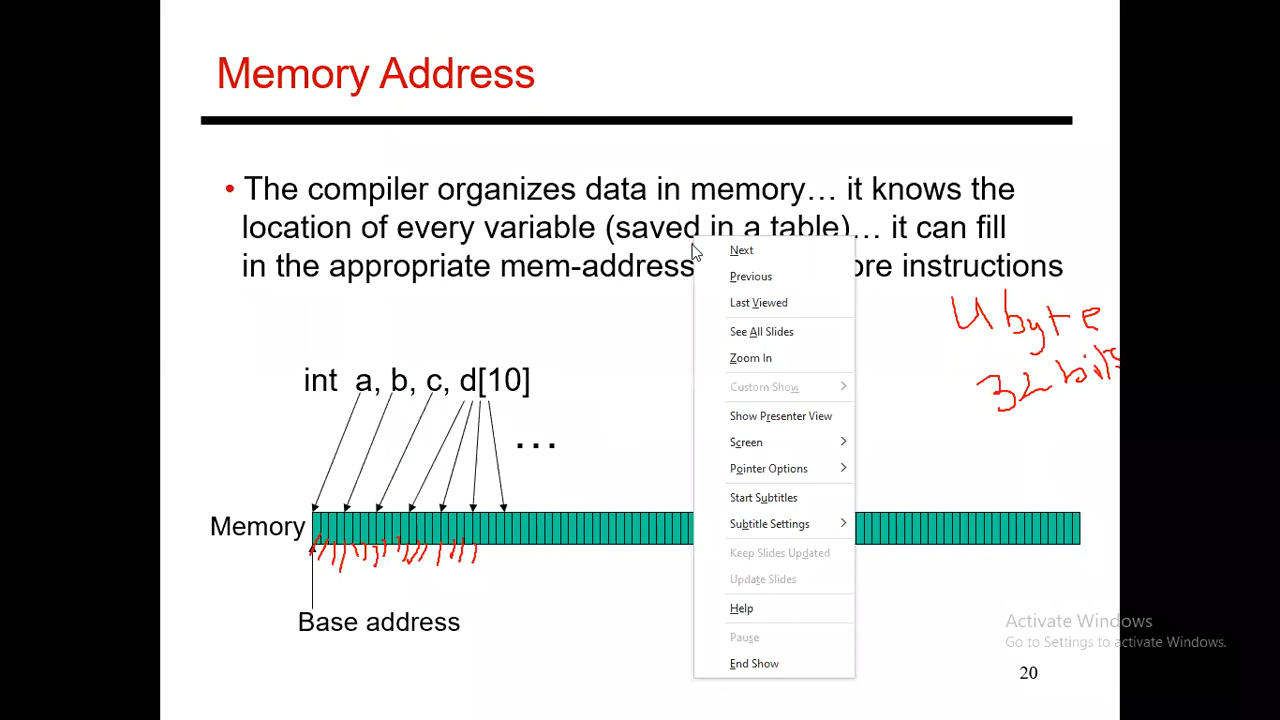 Memory Address
• The compiler organizes data in memory… it knows the
location of every variable (saved in a table)… it can fill
in the appropriate mem-address ore instructions
4 byte
32 bits
int a, b, c, d[10]
…
Memory
Base address
Next
Previous
Last Viewed
See All Slides
Zoom In
Custom Show
Show Presenter View
Screen
Pointer Options
Start Subtitles
Subtitle Settings
Keep Slides Updated
Update Slides
Help
Pause
End Show
Activate Windows
Go to Settings to activate Windows.
20